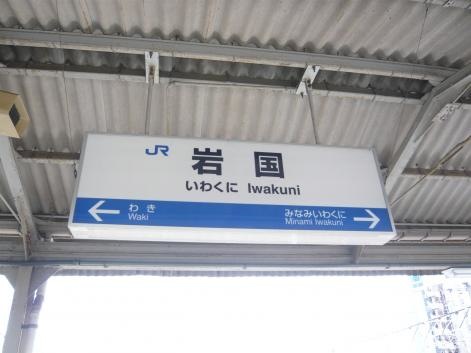 JR 岩国
いわくに Iwakuni
← わき みなみいわくに →
Waki Minami Iwakuni